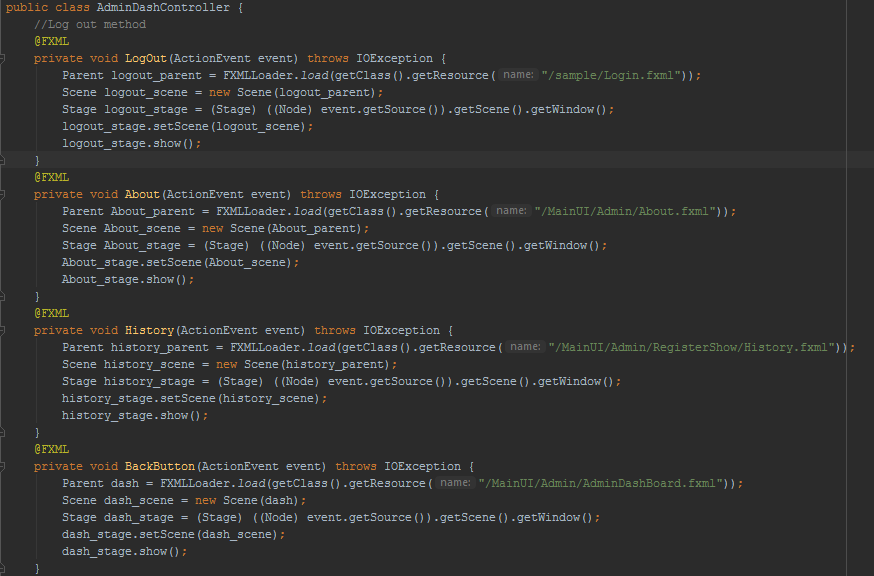 public class AdminDashController {
//Log out method
@FXML
private void LogOut(ActionEvent event) throws IOException {
Parent logout_parent = FXMLLoader.load(getClass().getResource( name: "/sample/Login.fxml"));
Scene logout_scene = new Scene(logout_parent);
Stage logout_stage = (Stage) ((Node) event.getSource()).getScene().getWindow();
logout_stage.setScene(logout_scene);
logout_stage.show();
}
@FXML
private void About(ActionEvent event) throws IOException {
Parent About_parent = FXMLLoader.load(getClass().getResource( name: "/MainUI/Admin/About.fxml"));
Scene About_scene = new Scene(About_parent);
Stage About_stage = (Stage) ((Node) event.getSource()).getScene().getWindow();
About_stage.setScene(About_scene);
About_stage.show();
}
@FXML
private void History(ActionEvent event) throws IOException {
Parent history_parent = FXMLLoader.load(getClass().getResource( name: "/MainUI/Admin/RegisterShow/History.fxml"));
Scene history_scene = new Scene(history_parent);
Stage history_stage = (Stage) ((Node) event.getSource()).getScene().getWindow();
history_stage.setScene(history_scene);
history_stage.show();
}
@FXML
private void BackButton(ActionEvent event) throws IOException {
Parent dash = FXMLLoader.load(getClass().getResource( name: "/MainUI/Admin/AdminDashBoard.fxml"));
Scene dash_scene = new Scene(dash);
Stage dash_stage = (Stage) ((Node) event.getSource()).getScene().getWindow();
dash_stage.setScene(dash_scene);
dash_stage.show();
}